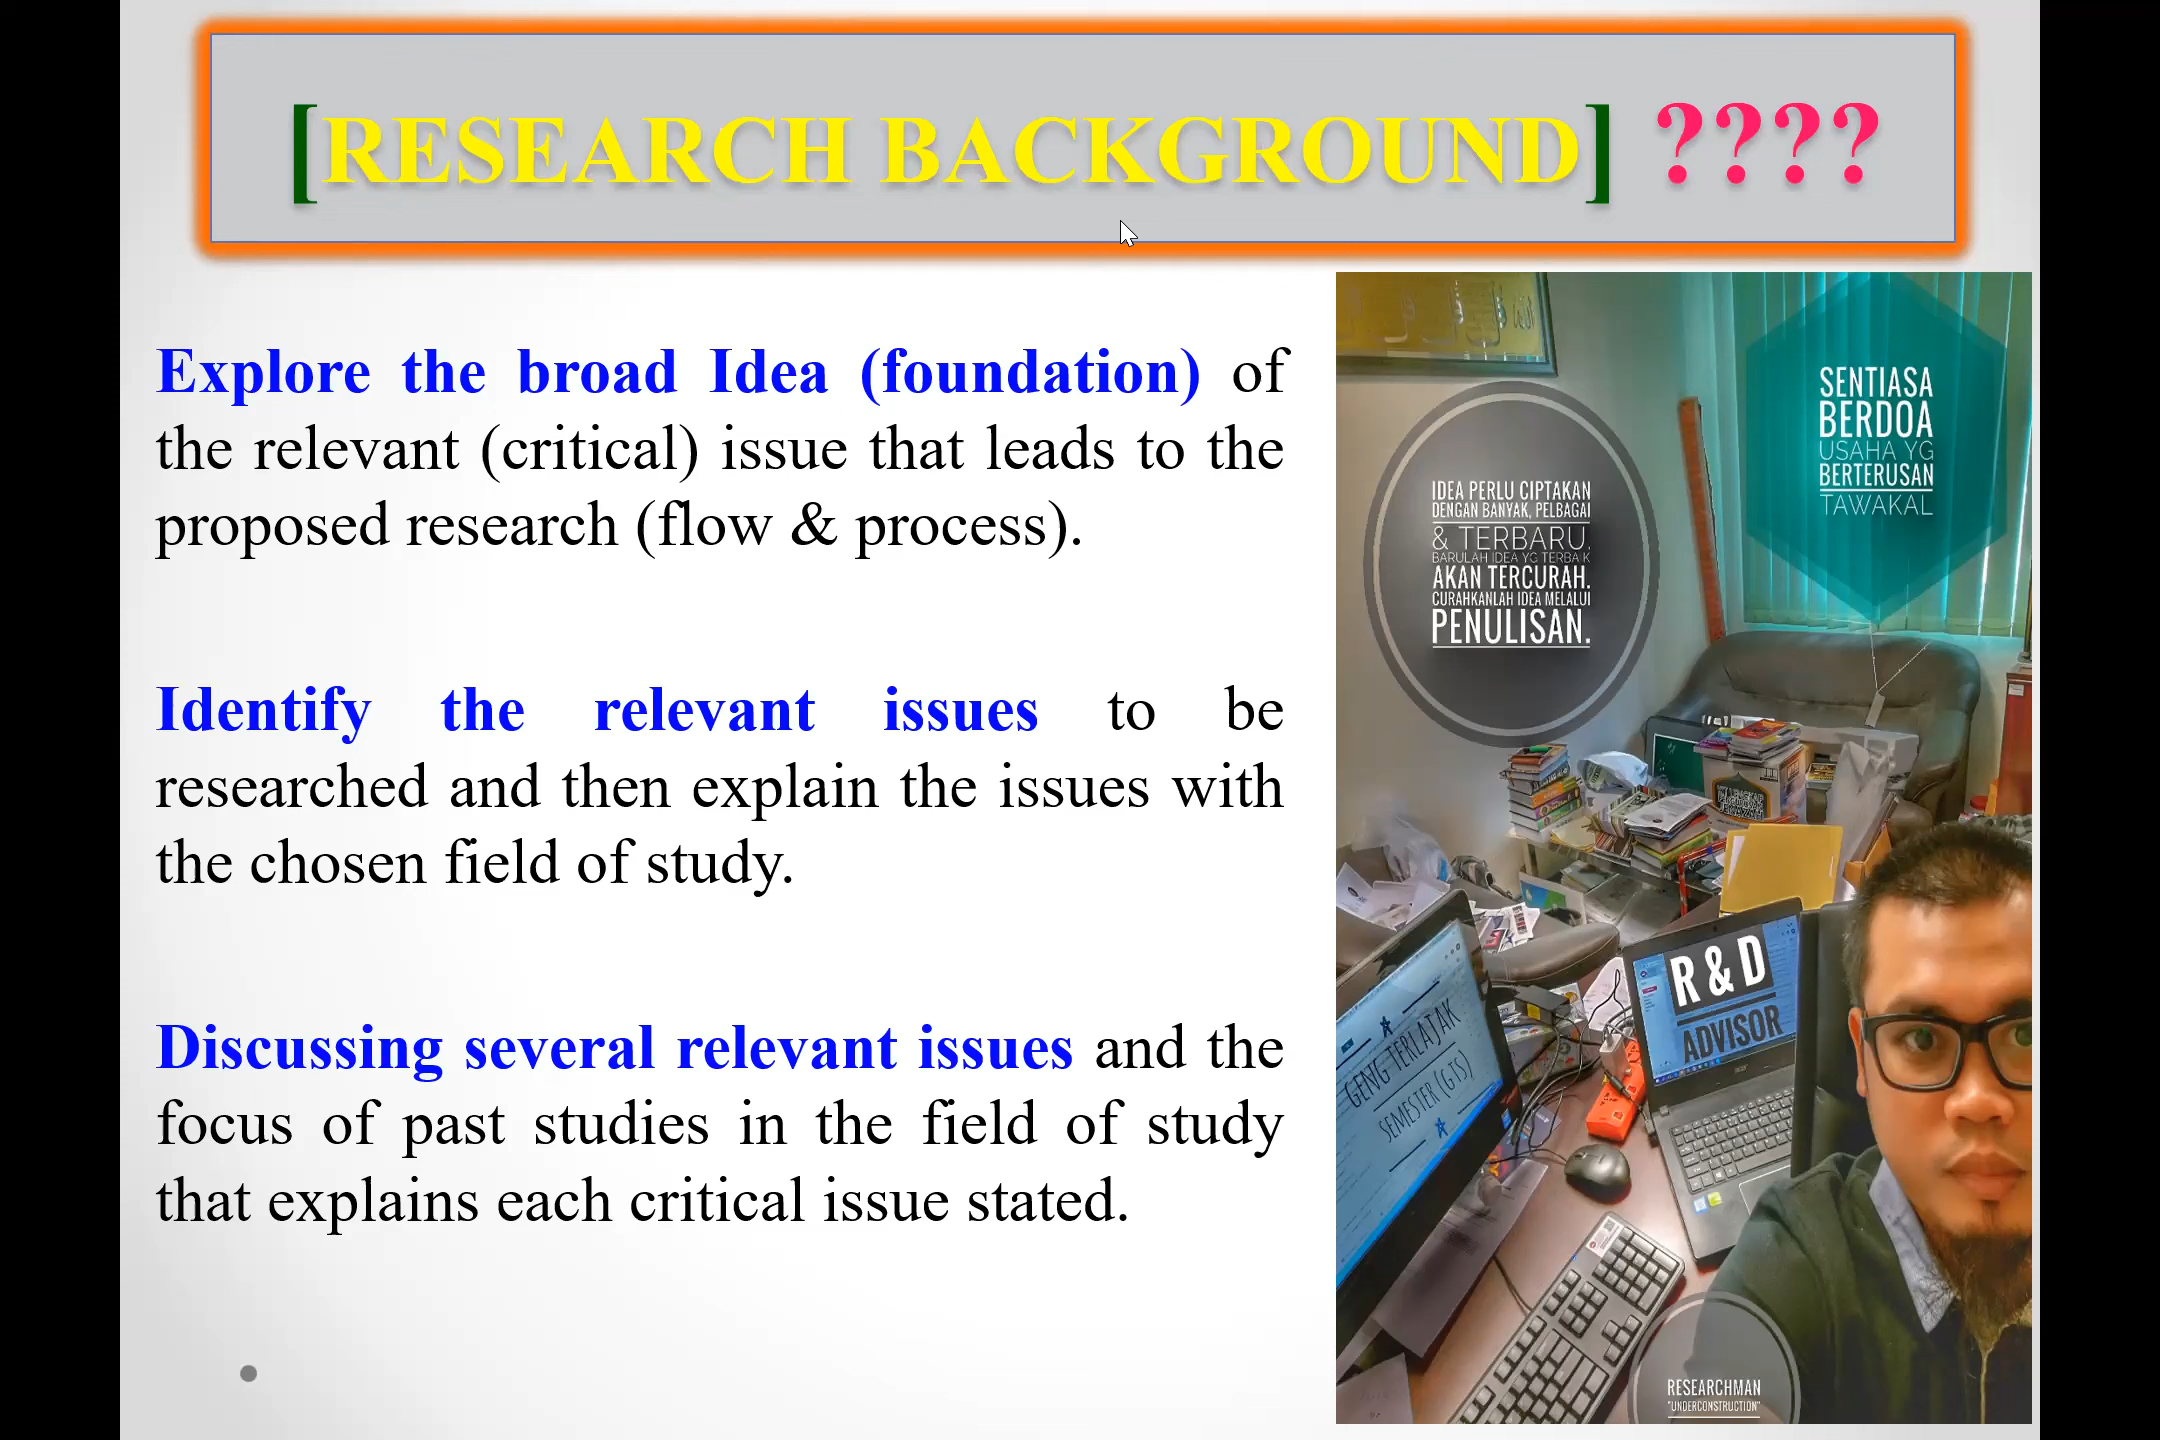 [RESEARCH BACKGROUND] ????
Explore the broad Idea (foundation) of
the relevant (critical) issue that leads to the
proposed research (flow & process).
Identify the relevant issues to be
researched and then explain the issues with
the chosen field of study.
Discussing several relevant issues and the
focus of past studies in the field of study
that explains each critical issue stated.
SENTIASA
BERDOA
USAHA YG
BERTERUSAN
TAWAKAL
IDEA PERLU CIPTAKAN
DENGAN BANYAK, PELBAGAI
& TERBARU.
BARULAH IDEA YG TERBAIK
AKAN TERCURAH.
CURAHKANLAH IDEA MELALUI
PENULISAN.
R & D
ADVISOR
GENG TERLAJAK
SEMESTER (GTS)
RESEARCHMAN
"UNDERCONSTRUCTION"